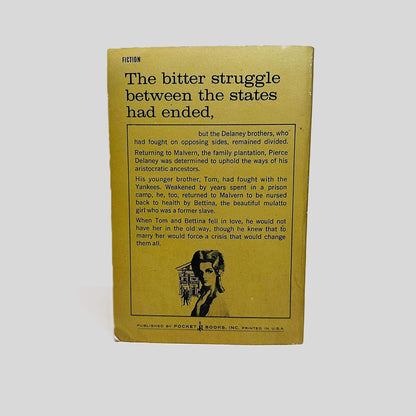 FICTION
The bitter struggle
between the states
had ended,
but the Delaney brothers, who
had fought on opposing sides, remained divided.
Returning to Malvern, the family plantation, Pierce
Delaney was determined to uphold the ways of his
aristocratic ancestors.
His younger brother, Tom, had fought with the
Yankees. Weakened by years spent in a prison
camp, he, too, returned to Malvern to be nursed
back to health by Bettina, the beautiful mulatto
girl who was a former slave.
When Tom and Bettina fell in love, he would not
have her in the old way, though he knew that to
marry her would force a crisis that would change
them all.
PUBLISHED BY POCKET BOOKS, INC. PRINTED IN U.S.A.